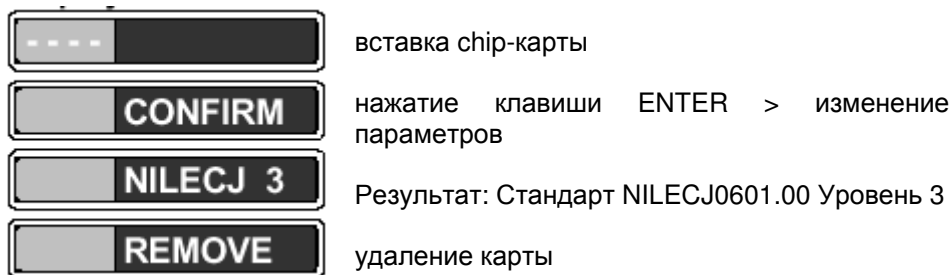 - - - -
вставка chip-карты
CONFIRM
нажатие клавиши ENTER > изменение
параметров
NILECJ 3
Результат: Стандарт NILECJ0601.00 Уровень 3
REMOVE
удаление карты